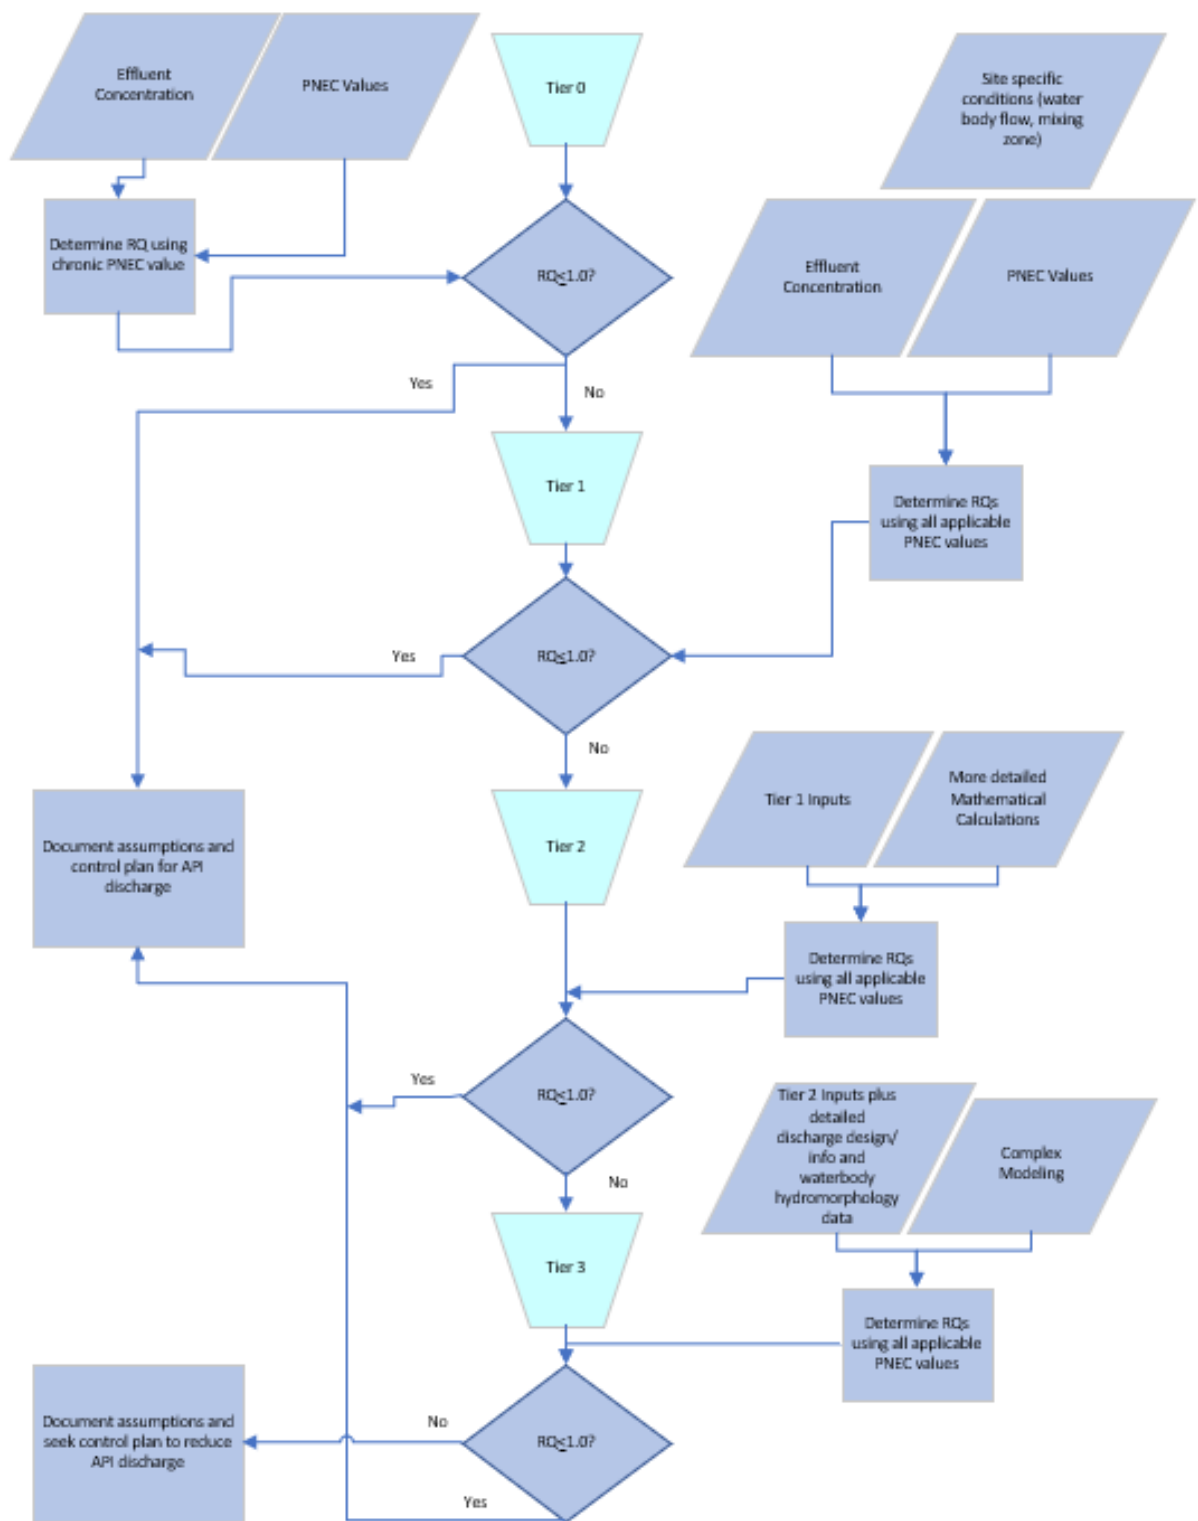 Effluent
Concentration
PNEC Values
Tier 0
Site specific
conditions (water
body flow, mixing
zone)
Determine RQ using
chronic PNEC value
RQ≤1.0?
Effluent
Concentration
PNEC Values
Yes
No
Tier 1
Determine RQs
using all applicable
PNEC values
RQ≤1.0?
Yes
No
Tier 1 Inputs
More detailed
Mathematical
Calculations
Document assumptions and
control plan for API
discharge
Tier 2
Determine RQs
using all applicable
PNEC values
RQ≤1.0?
Yes
No
Tier 2 Inputs plus
detailed
discharge design/
info and
waterbody
hydromorphology
data
Complex
Modeling
Tier 3
Determine RQs
using all applicable
PNEC values
Document assumptions and
seek control plan to reduce
API discharge
No
RQ≤1.0?
Yes